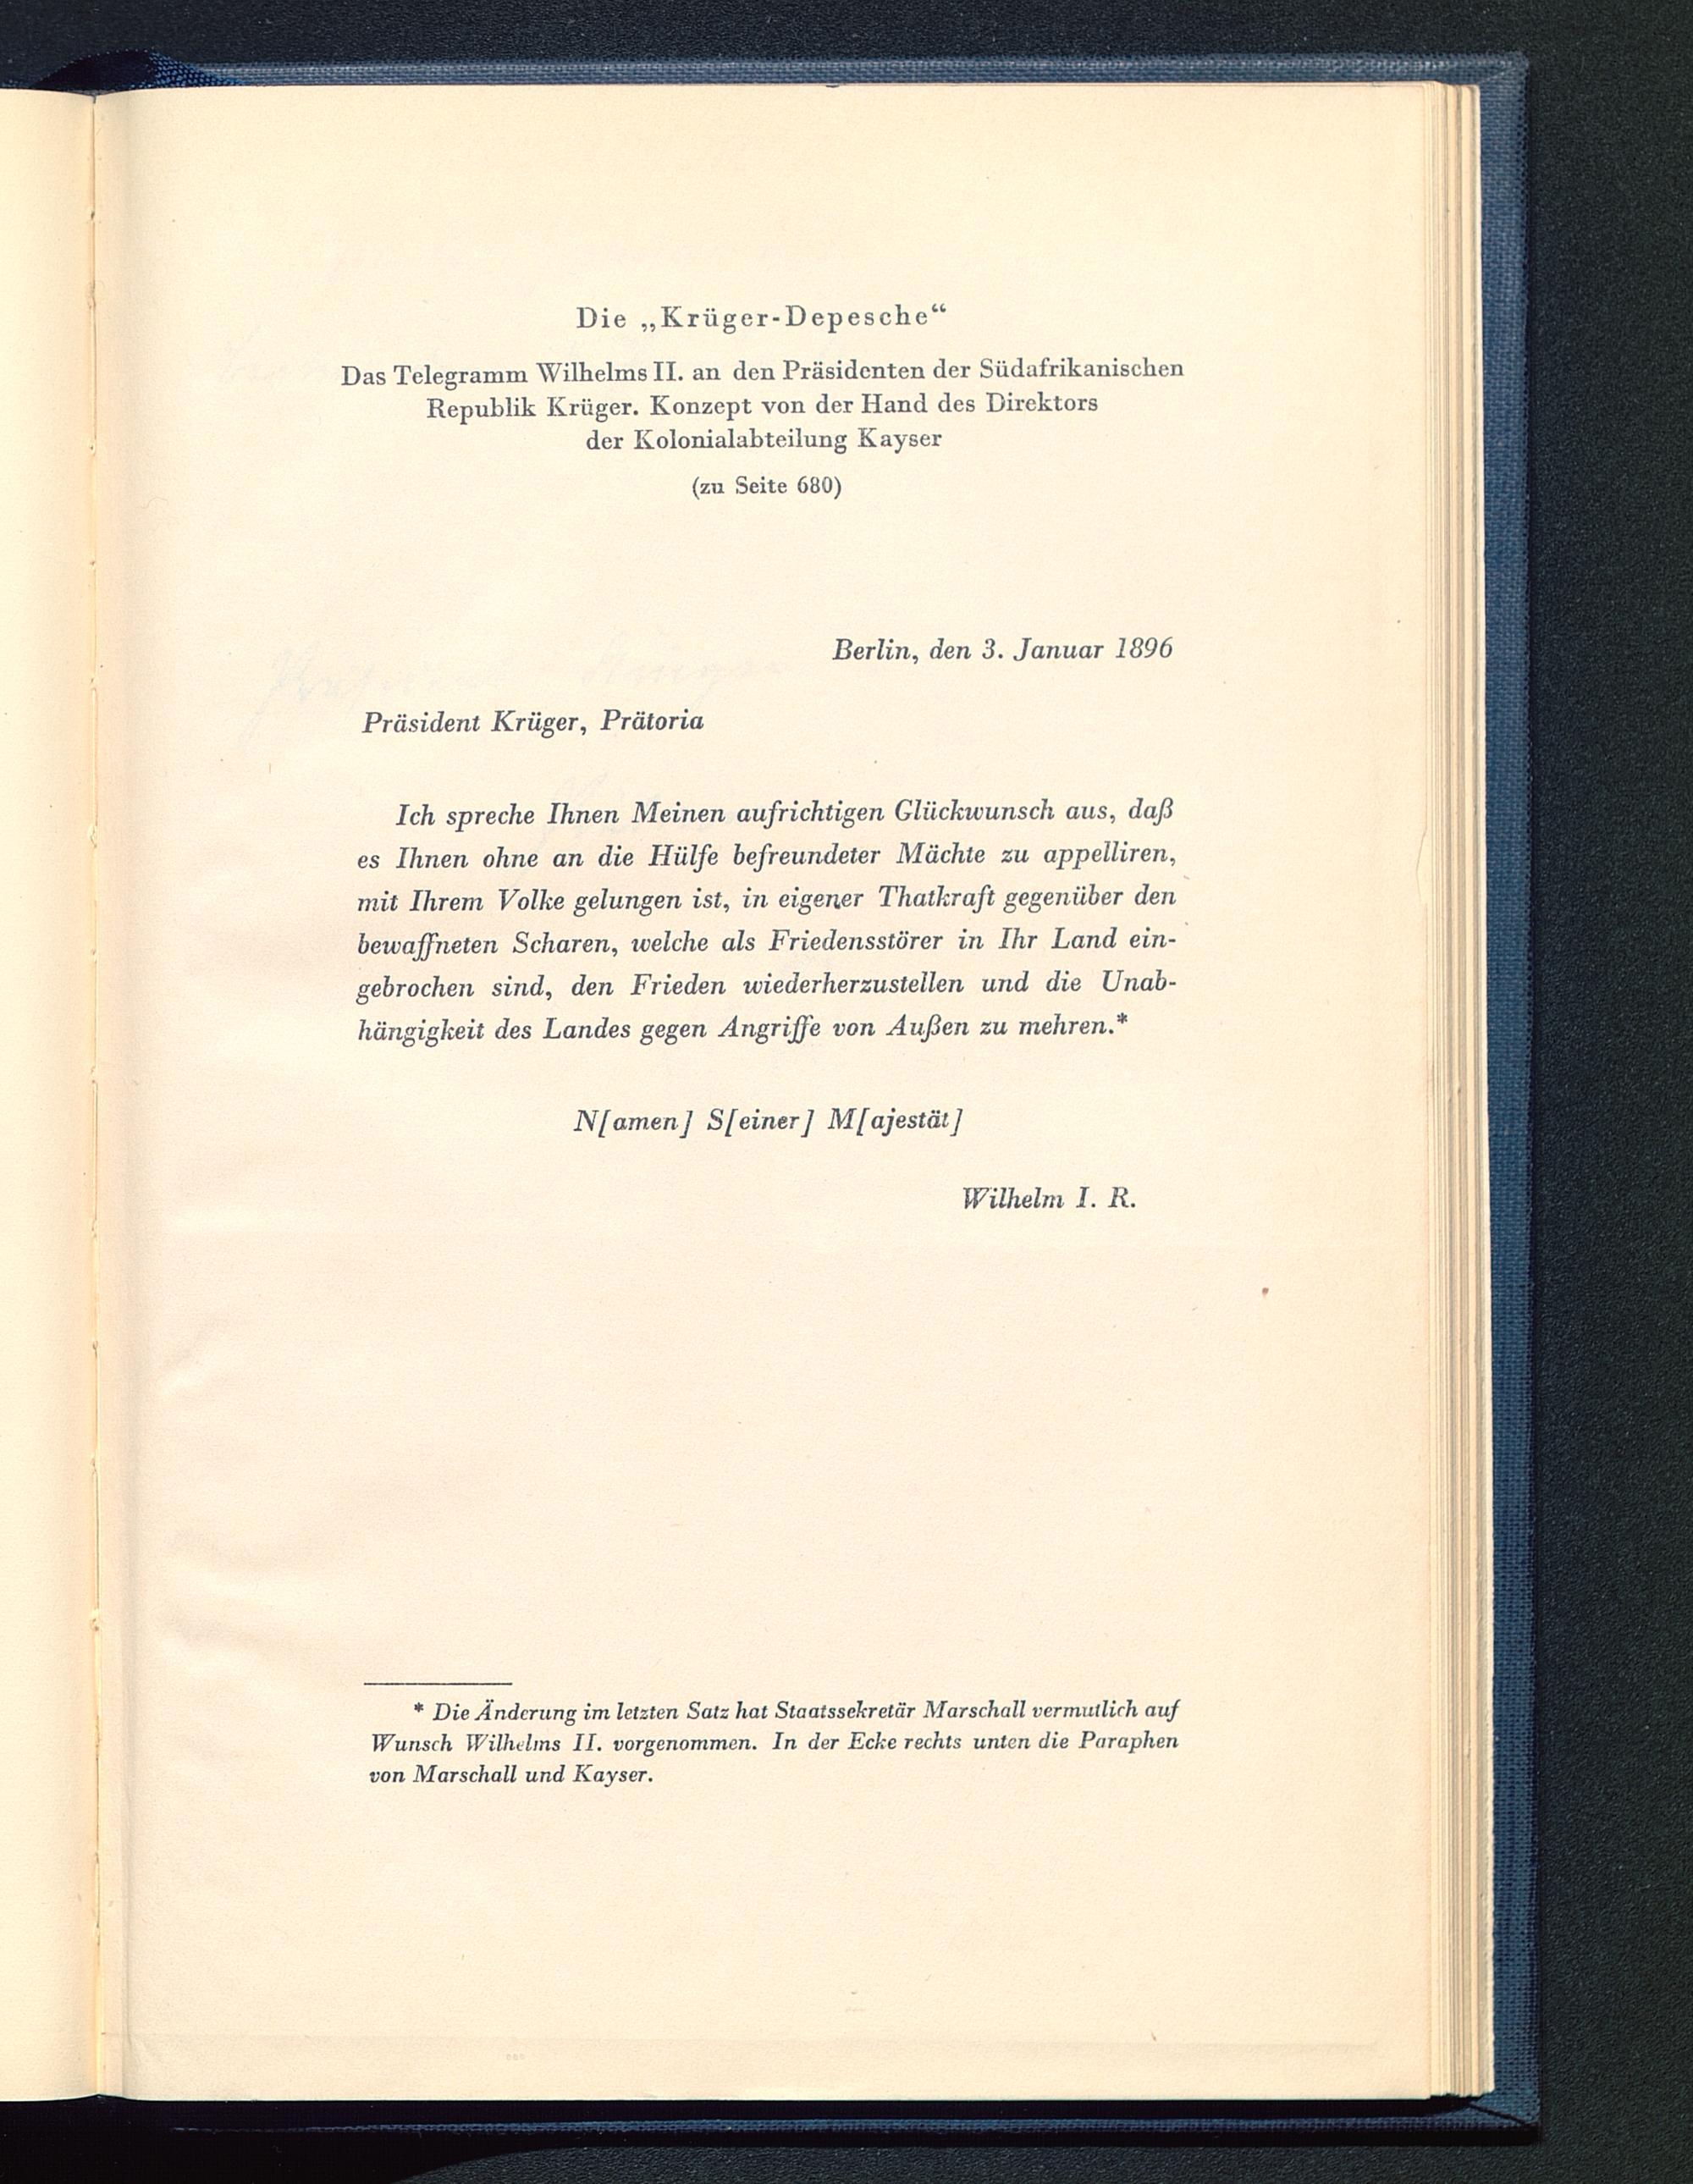 Die „Krüger-Depesche“
Das Telegramm Wilhelms II. an den Präsidenten der Südafrikanischen
Republik Krüger. Konzept von der Hand des Direktors
der Kolonialabteilung Kayser
(zu Seite 680)
Berlin, den 3. Januar 1896
Präsident Krüger, Prätoria
Ich spreche Ihnen Meinen aufrichtigen Glückwunsch aus, daß
es Ihnen ohne an die Hülfe befreundeter Mächte zu appelliren,
mit Ihrem Volke gelungen ist, in eigener Thatkraft gegenüber den
bewaffneten Scharen, welche als Friedensstörer in Ihr Land ein-
gebrochen sind, den Frieden wiederherzustellen und die Unab-
hängigkeit des Landes gegen Angriffe von Außen zu mehren.*
N[amen] S[einer] M[ajestät]
Wilhelm I. R.
* Die Änderung im letzten Satz hat Staatssekretär Marschall vermutlich auf
Wunsch Wilhelms II. vorgenommen. In der Ecke rechts unten die Paraphen
von Marschall und Kayser.